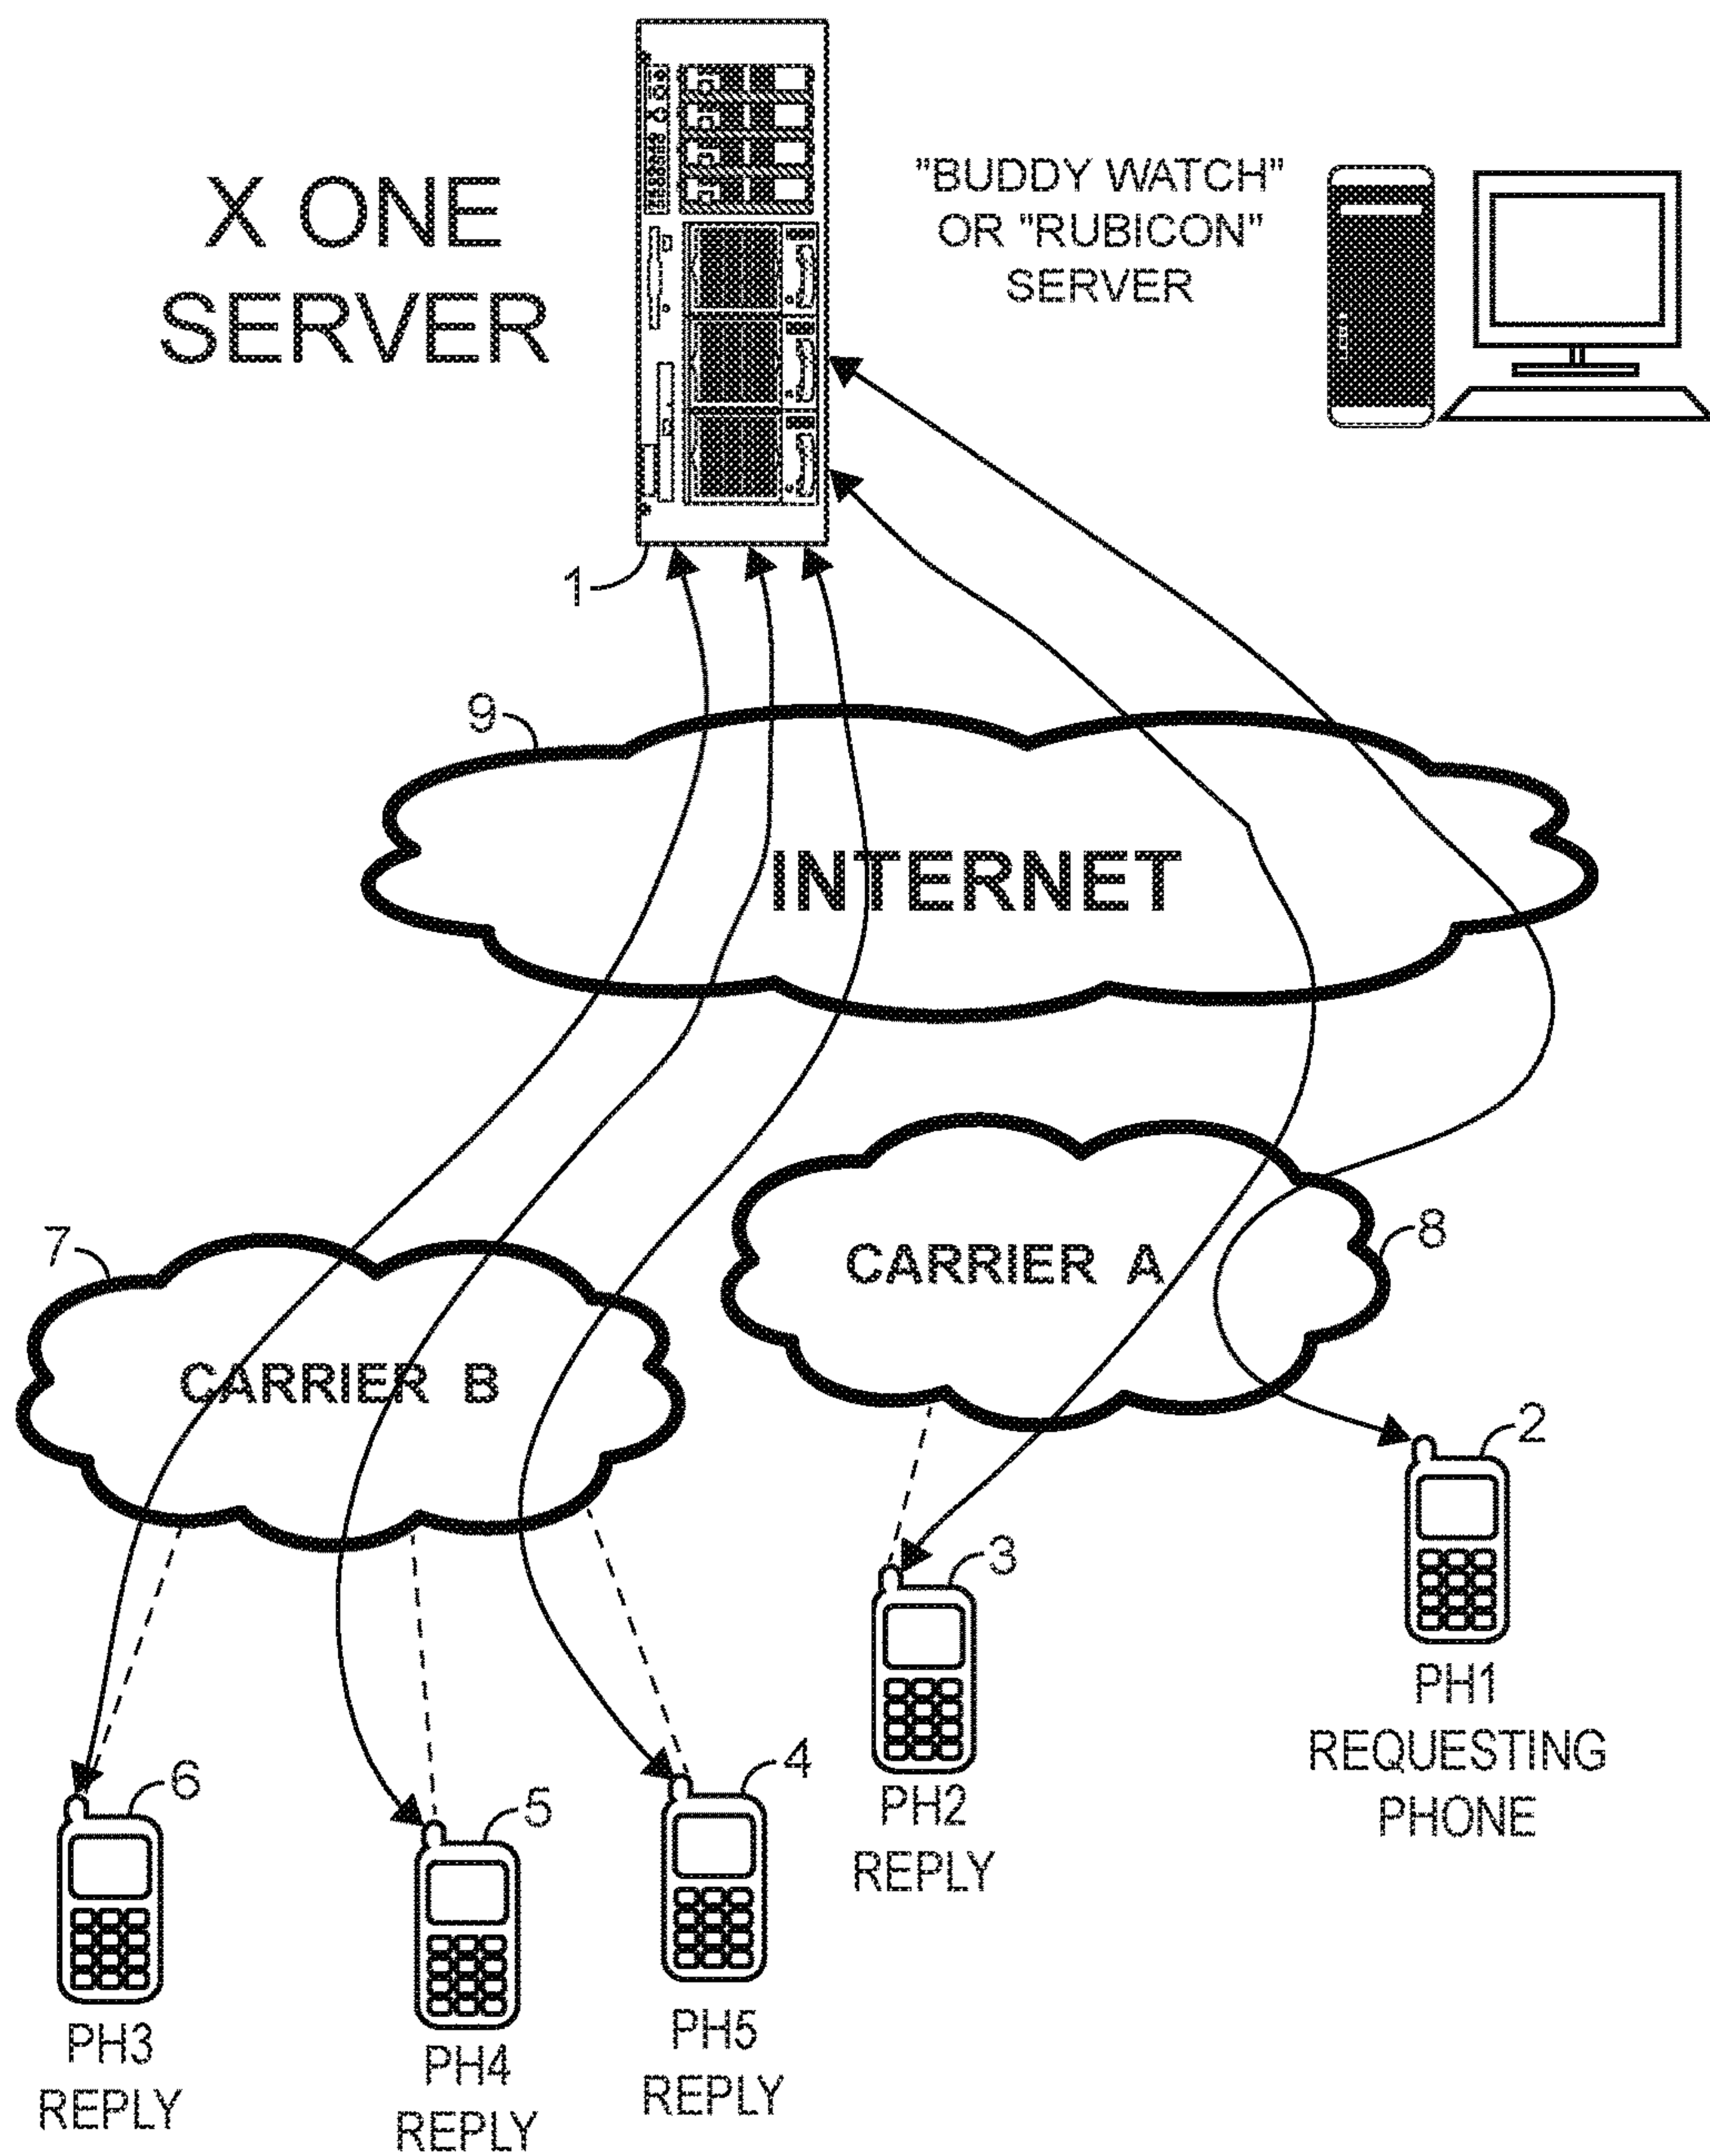 X ONE
SERVER
"BUDDY WATCH"
OR "RUBICON"
SERVER
1
9
INTERNET
7
CARRIER B
CARRIER A
8
2
PH1
REQUESTING
PHONE
3
PH2
REPLY
6
PH3
REPLY
5
PH4
REPLY
4
PH5
REPLY